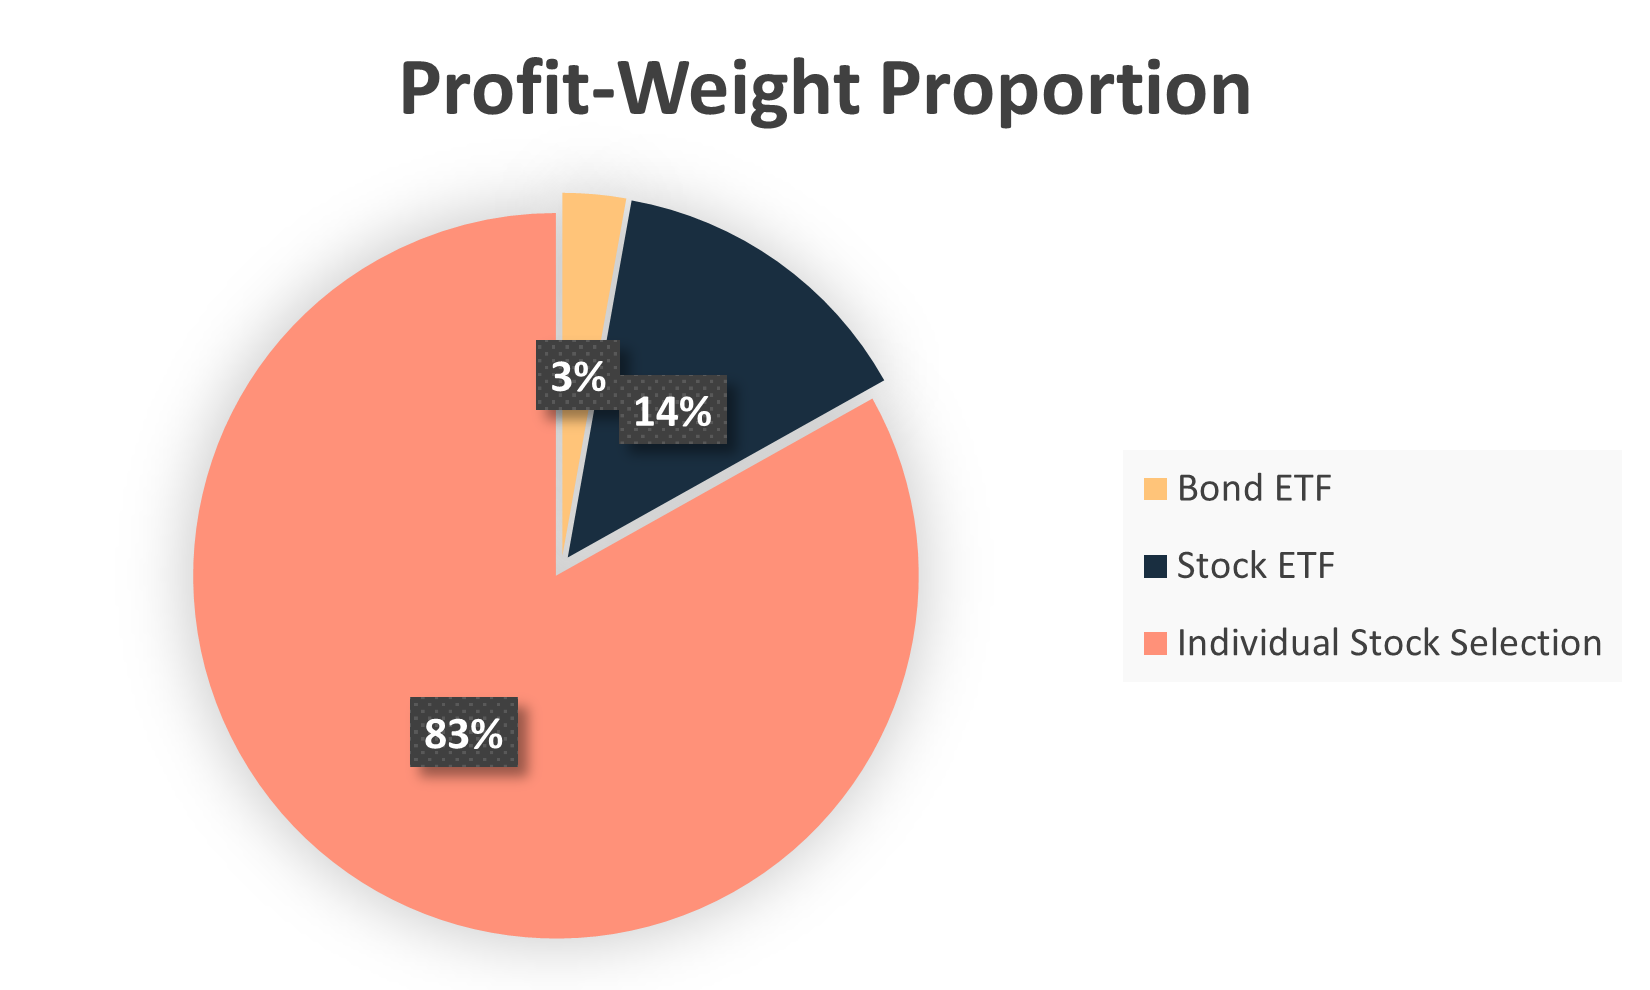 Profit-Weight Proportion
3%
14%
83%
Bond ETF
Stock ETF
Individual Stock Selection